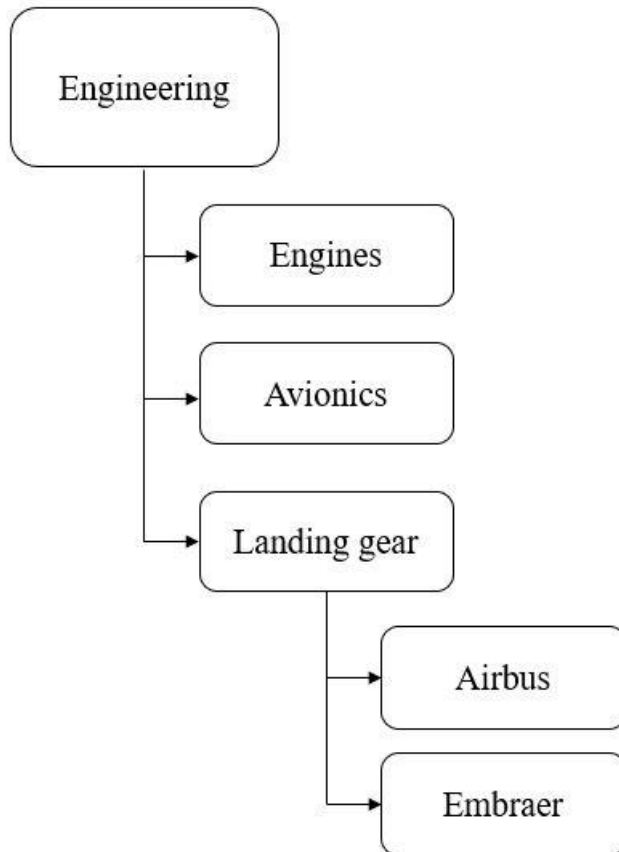 Engineering
Engines
Avionics
Landing gear
Airbus
Embraer